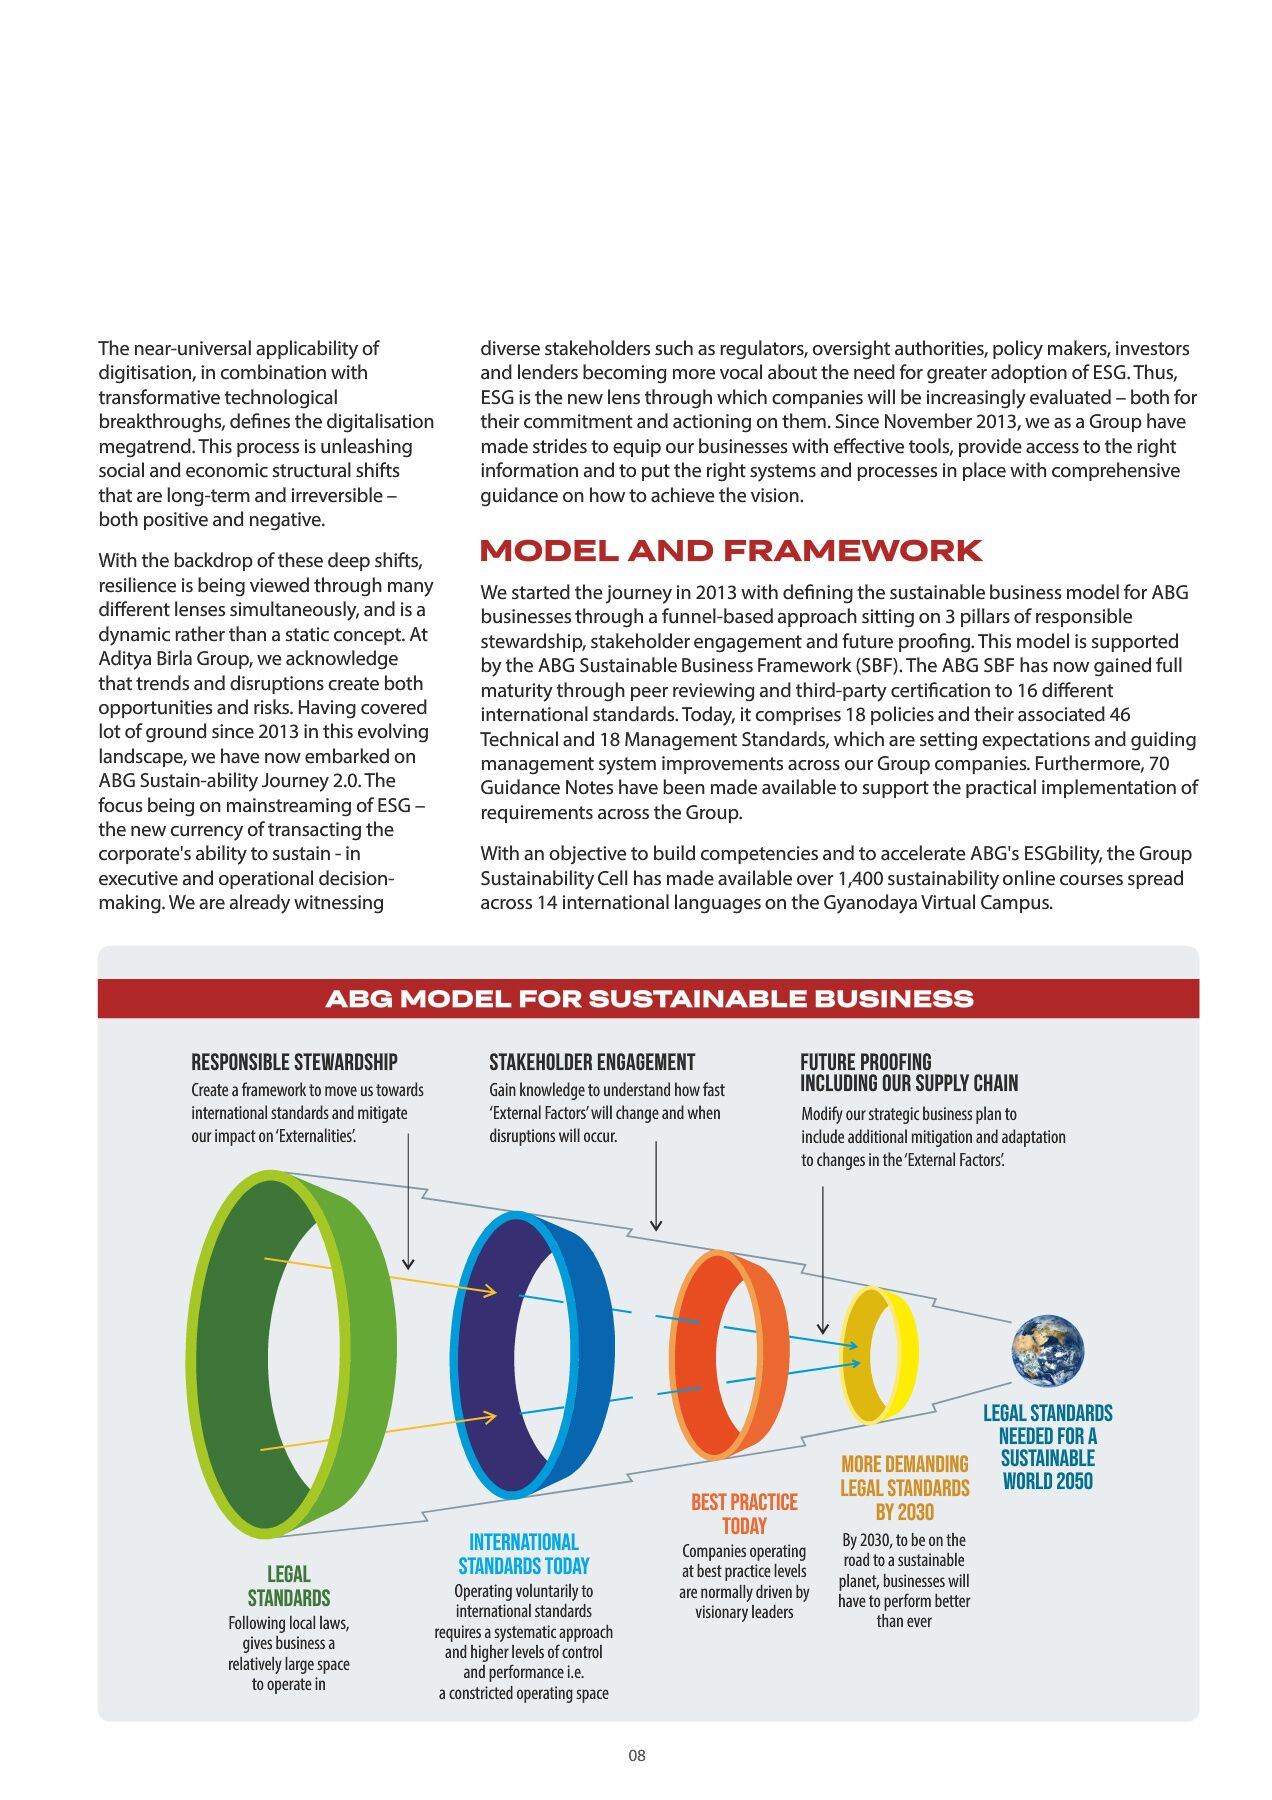 The near-universal applicability of
digitisation, in combination with
transformative technological
breakthroughs, defines the digitalisation
megatrend. This process is unleashing
social and economic structural shifts
that are long-term and irreversible –
both positive and negative.
With the backdrop of these deep shifts,
resilience is being viewed through many
different lenses simultaneously, and is a
dynamic rather than a static concept. At
Aditya Birla Group, we acknowledge
that trends and disruptions create both
opportunities and risks. Having covered
lot of ground since 2013 in this evolving
landscape, we have now embarked on
ABG Sustain-ability Journey 2.0. The
focus being on mainstreaming of ESG –
the new currency of transacting the
corporate's ability to sustain - in
executive and operational decision-
making. We are already witnessing
diverse stakeholders such as regulators, oversight authorities, policy makers, investors
and lenders becoming more vocal about the need for greater adoption of ESG. Thus,
ESG is the new lens through which companies will be increasingly evaluated – both for
their commitment and actioning on them. Since November 2013, we as a Group have
made strides to equip our businesses with effective tools, provide access to the right
information and to put the right systems and processes in place with comprehensive
guidance on how to achieve the vision.
MODEL AND FRAMEWORK
We started the journey in 2013 with defining the sustainable business model for ABG
businesses through a funnel-based approach sitting on 3 pillars of responsible
stewardship, stakeholder engagement and future proofing. This model is supported
by the ABG Sustainable Business Framework (SBF). The ABG SBF has now gained full
maturity through peer reviewing and third-party certification to 16 different
international standards. Today, it comprises 18 policies and their associated 46
Technical and 18 Management Standards, which are setting expectations and guiding
management system improvements across our Group companies. Furthermore, 70
Guidance Notes have been made available to support the practical implementation of
requirements across the Group.
With an objective to build competencies and to accelerate ABG's ESGbility, the Group
Sustainability Cell has made available over 1,400 sustainability online courses spread
across 14 international languages on the Gyanodaya Virtual Campus.
ABG MODEL FOR SUSTAINABLE BUSINESS
RESPONSIBLE STEWARDSHIP
Create a framework to move us towards
international standards and mitigate
our impact on 'Externalities'.
STAKEHOLDER ENGAGEMENT
Gain knowledge to understand how fast
'External Factors' will change and when
disruptions will occur.
FUTURE PROOFING
INCLUDING OUR SUPPLY CHAIN
Modify our strategic business plan to
include additional mitigation and adaptation
to changes in the 'External Factors'.
LEGAL
STANDARDS
Following local laws,
gives business a
relatively large space
to operate in
INTERNATIONAL
STANDARDS TODAY
Operating voluntarily to
international standards
requires a systematic approach
and higher levels of control
and performance i.e.
a constricted operating space
BEST PRACTICE
TODAY
Companies operating
at best practice levels
are normally driven by
visionary leaders
MORE DEMANDING
LEGAL STANDARDS
BY 2030
By 2030, to be on the
road to a sustainable
planet, businesses will
have to perform better
than ever
LEGAL STANDARDS
NEEDED FOR A
SUSTAINABLE
WORLD 2050
08